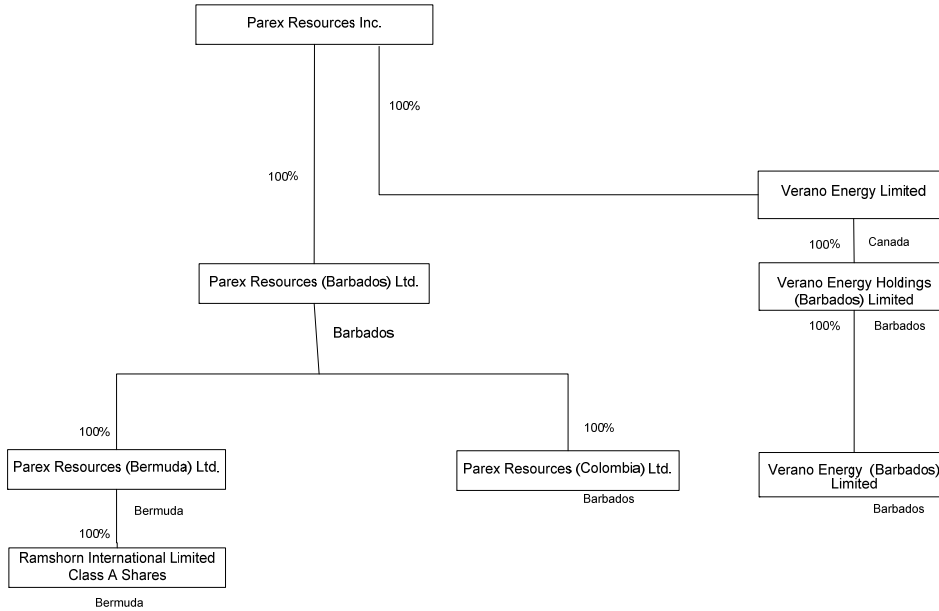 Parex Resources Inc.
100%
100%
Verano Energy Limited
100%
Canada
Parex Resources (Barbados) Ltd.
Verano Energy Holdings
(Barbados) Limited
Barbados
100%
Barbados
100%
100%
Parex Resources (Bermuda) Ltd.
Parex Resources (Colombia) Ltd.
Verano Energy (Barbados)
Limited
Barbados
Barbados
Bermuda
100%
Ramshorn International Limited
Class A Shares
Bermuda